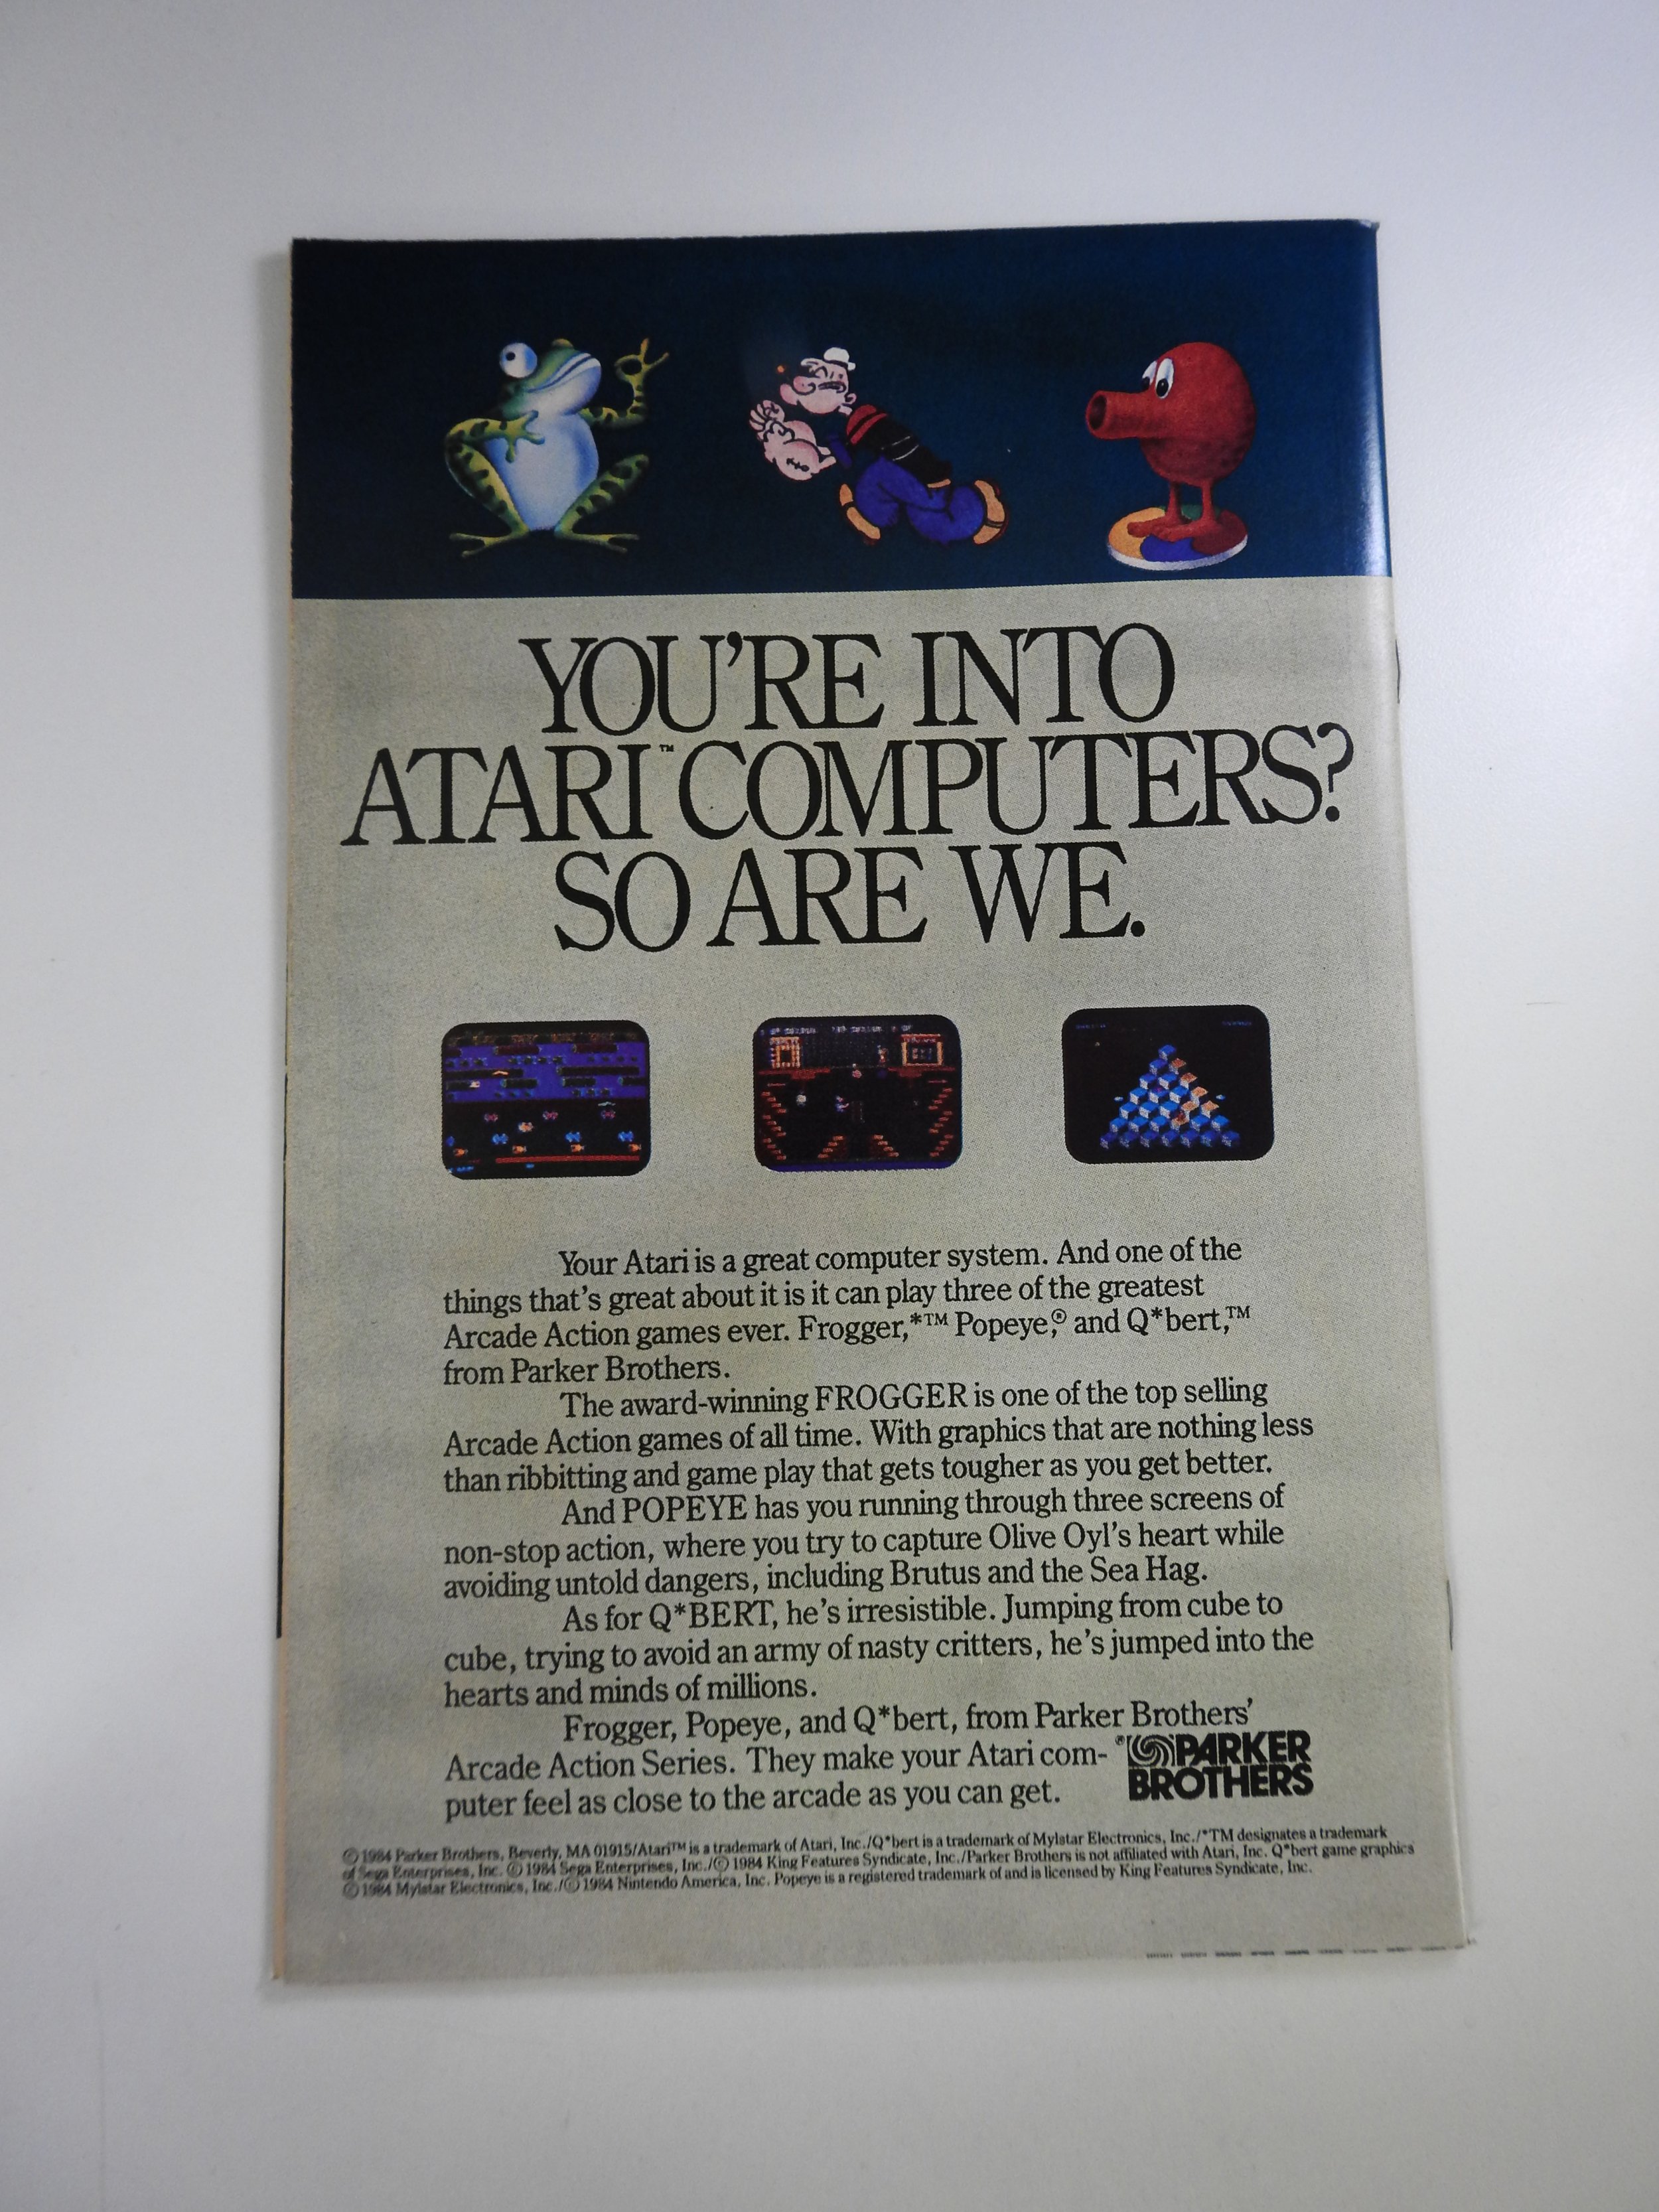 YOU'RE INTO
ATARI™ COMPUTERS?
SO ARE WE.
Your Atari is a great computer system. And one of the
things that's great about it is it can play three of the greatest
Arcade Action games ever. Frogger,*™ Popeye,® and Q*bert,™
from Parker Brothers.
The award-winning FROGGER is one of the top selling
Arcade Action games of all time. With graphics that are nothing less
than ribbitting and game play that gets tougher as you get better.
And POPEYE has you running through three screens of
non-stop action, where you try to capture Olive Oyl's heart while
avoiding untold dangers, including Brutus and the Sea Hag.
As for Q*BERT, he's irresistible. Jumping from cube to
cube, trying to avoid an army of nasty critters, he's jumped into the
hearts and minds of millions.
Frogger, Popeye, and Q*bert, from Parker Brothers'
Arcade Action Series. They make your Atari com-
puter feel as close to the arcade as you can get.
® PARKER
BROTHERS
© 1984 Parker Brothers, Beverly, MA 01915/Atari™ is a trademark of Atari, Inc./Q*bert is a trademark of Mylstar Electronics, Inc./*TM designates a trademark
of Sega Enterprises, Inc. © 1984 Sega Enterprises, Inc./© 1984 King Features Syndicate, Inc./Parker Brothers is not affiliated with Atari, Inc. Q*bert game graphics
© 1984 Mylstar Electronics, Inc./© 1984 Nintendo America, Inc. Popeye is a registered trademark of and is licensed by King Features Syndicate, Inc.